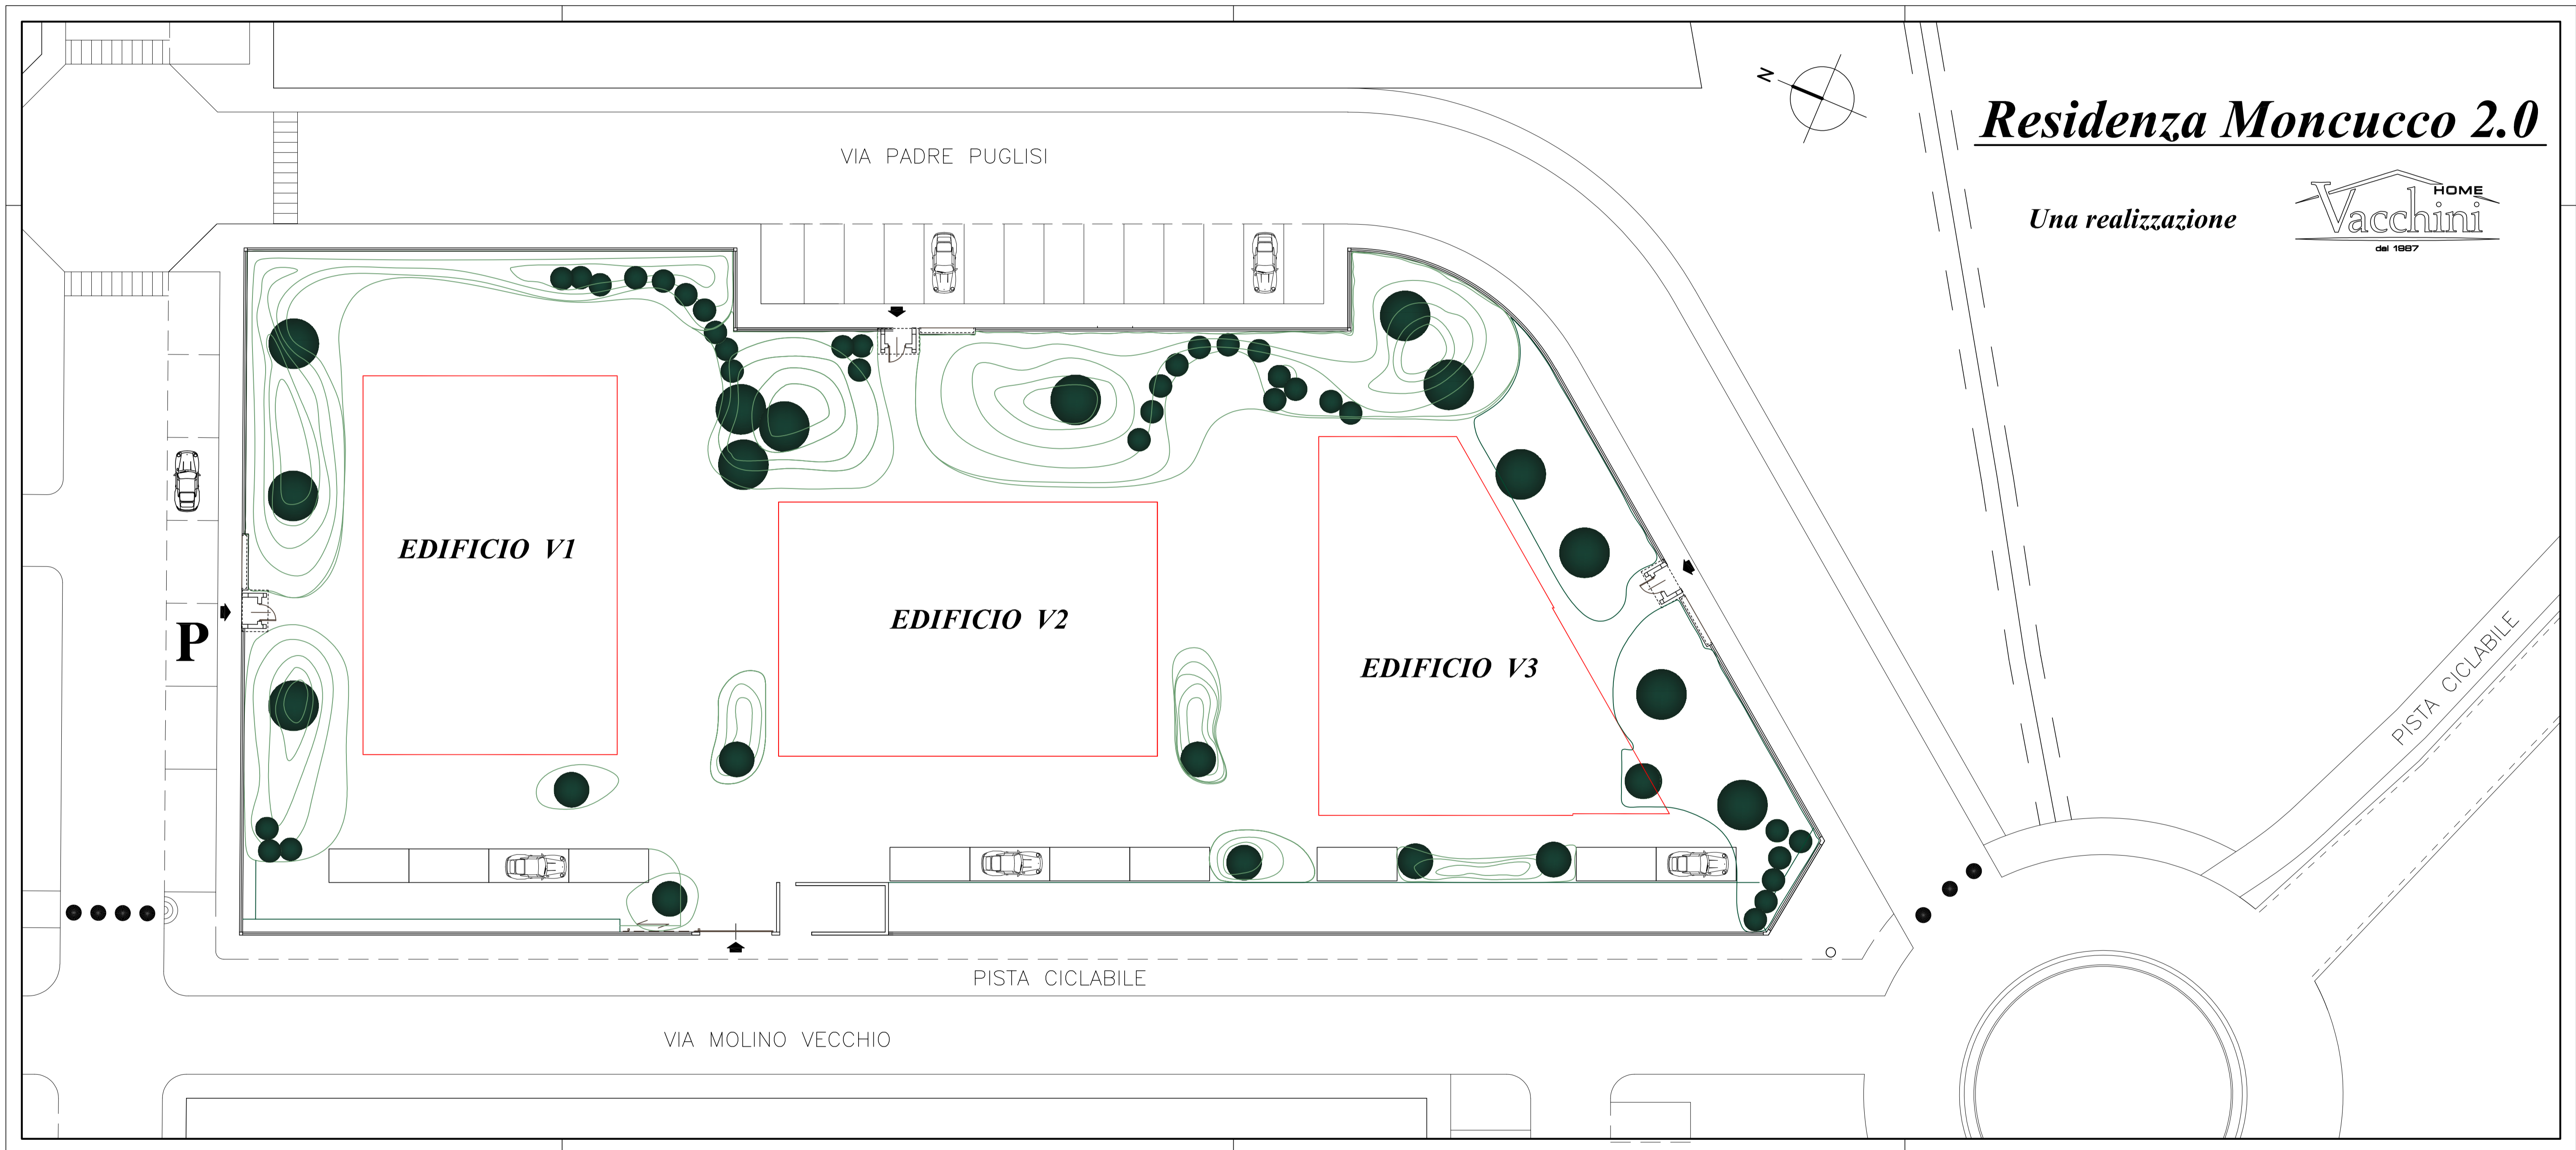 N
Residenza Moncucco 2.0
VIA PADRE PUGLISI
Una realizzazione
Vacchini HOME
dal 1987
EDIFICIO V1
EDIFICIO V2
P
EDIFICIO V3
PISTA CICLABILE
PISTA CICLABILE
VIA MOLINO VECCHIO